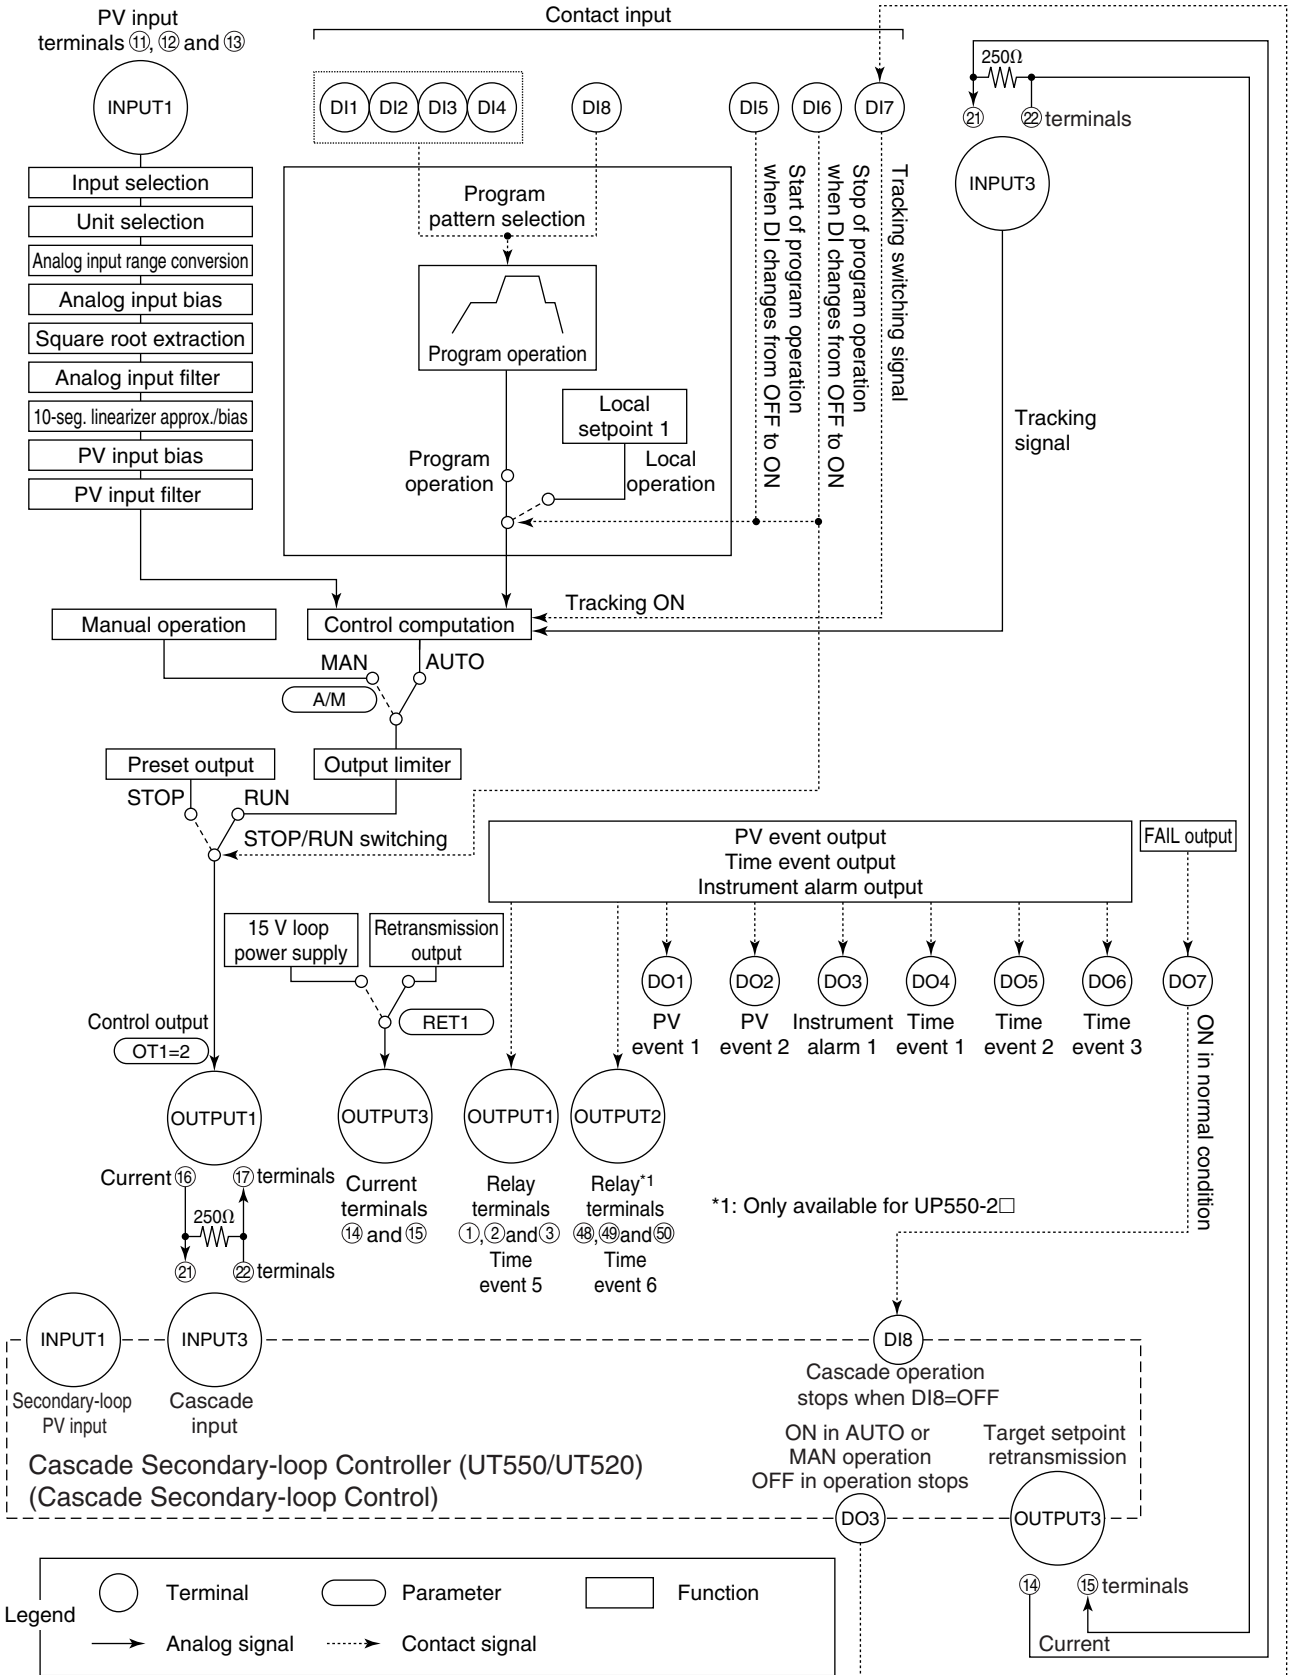 PV input
terminals ⑪, ⑫ and ⑬
Contact input
INPUT1
DI1
DI2
DI3
DI4
DI8
DI5
DI6
DI7
250Ω
㉑
㉒ terminals
INPUT3
Input selection
Unit selection
Analog input range conversion
Analog input bias
Square root extraction
Analog input filter
10-seg. linearizer approx./bias
PV input bias
PV input filter
Program
pattern selection
Program operation
Local
setpoint 1
Program
operation
Local
operation
Start of program operation
when DI changes from OFF to ON
Stop of program operation
when DI changes from OFF to ON
Tracking switching signal
Tracking
signal
Tracking ON
Manual operation
Control computation
MAN
AUTO
A/M
Preset output
Output limiter
STOP
RUN
STOP/RUN switching
PV event output
Time event output
Instrument alarm output
FAIL output
15 V loop
power supply
Retransmission
output
RET1
DO1
DO2
DO3
DO4
DO5
DO6
DO7
PV
event 1
PV
event 2
Instrument
alarm 1
Time
event 1
Time
event 2
Time
event 3
ON in normal condition
Control output
OT1=2
OUTPUT1
OUTPUT3
OUTPUT1
OUTPUT2
Current ⑯
⑰ terminals
250Ω
㉑
㉒ terminals
Current
terminals
⑭ and ⑮
Relay
terminals
①, ② and ③
Time
event 5
Relay*1
terminals
㊽, ㊾ and ㊿
Time
event 6
*1: Only available for UP550-2□
INPUT1
INPUT3
DI8
Secondary-loop
PV input
Cascade
input
Cascade operation
stops when DI8=OFF
ON in AUTO or
MAN operation
OFF in operation stops
Target setpoint
retransmission
Cascade Secondary-loop Controller (UT550/UT520)
(Cascade Secondary-loop Control)
DO3
OUTPUT3
⑭
⑮ terminals
Current
Legend
Terminal
Parameter
Function
Analog signal
Contact signal